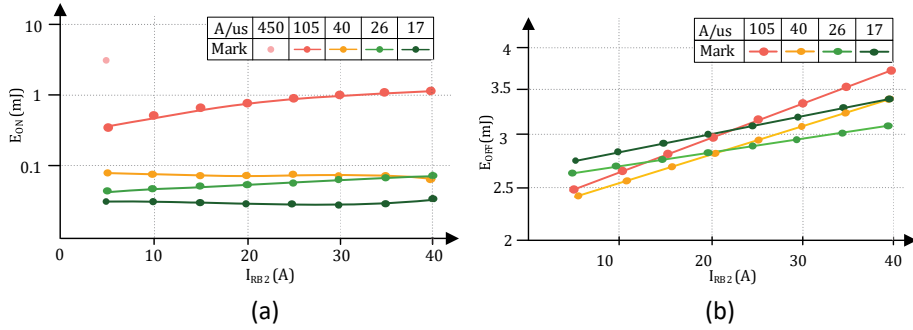 A/us 450 105 40 26 17
Mark
10
1
0.1
0
10
20
30
40
E_ON (mJ)
I_RB2 (A)
(a)
A/us 105 40 26 17
Mark
4
3.5
3
2.5
2
10
20
30
40
E_OFF (mJ)
I_RB2 (A)
(b)